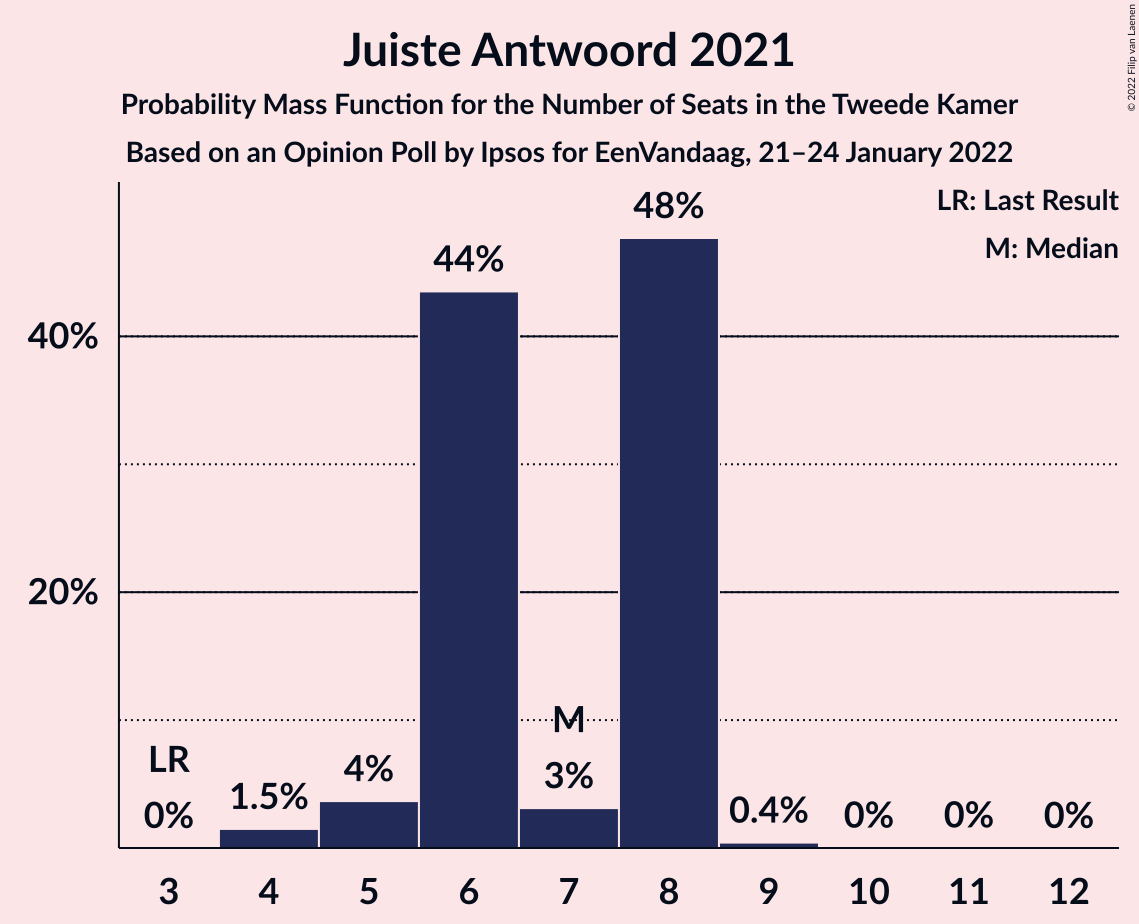 Juiste Antwoord 2021
Probability Mass Function for the Number of Seats in the Tweede Kamer
Based on an Opinion Poll by Ipsos for EenVandaag, 21–24 January 2022
© 2022 Filip van Laenen
LR: Last Result
M: Median
48%
44%
40%
20%
M
LR
4%
3%
1.5%
0%
0.4%
0%
0%
0%
3 4 5 6 7 8 9 10 11 12